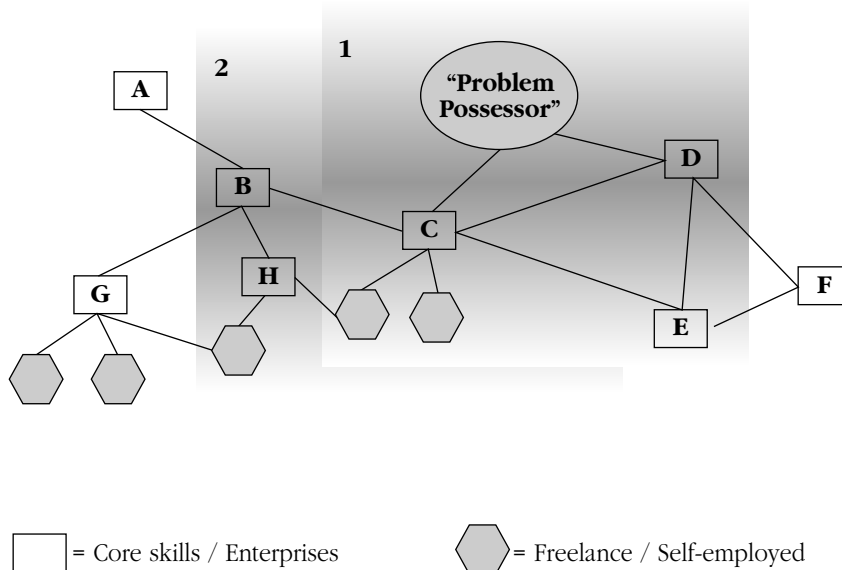 1
2
“Problem
Possessor”
A
D
B
C
H
F
G
E
= Core skills / Enterprises
= Freelance / Self-employed